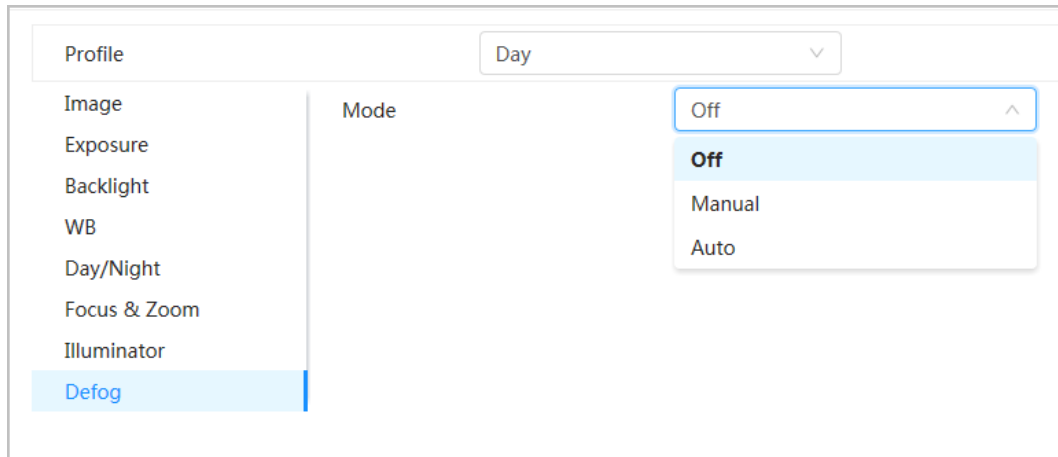 Profile Day
Image Mode Off
Exposure
Backlight Off
WB Manual
Day/Night Auto
Focus & Zoom
Illuminator
Defog